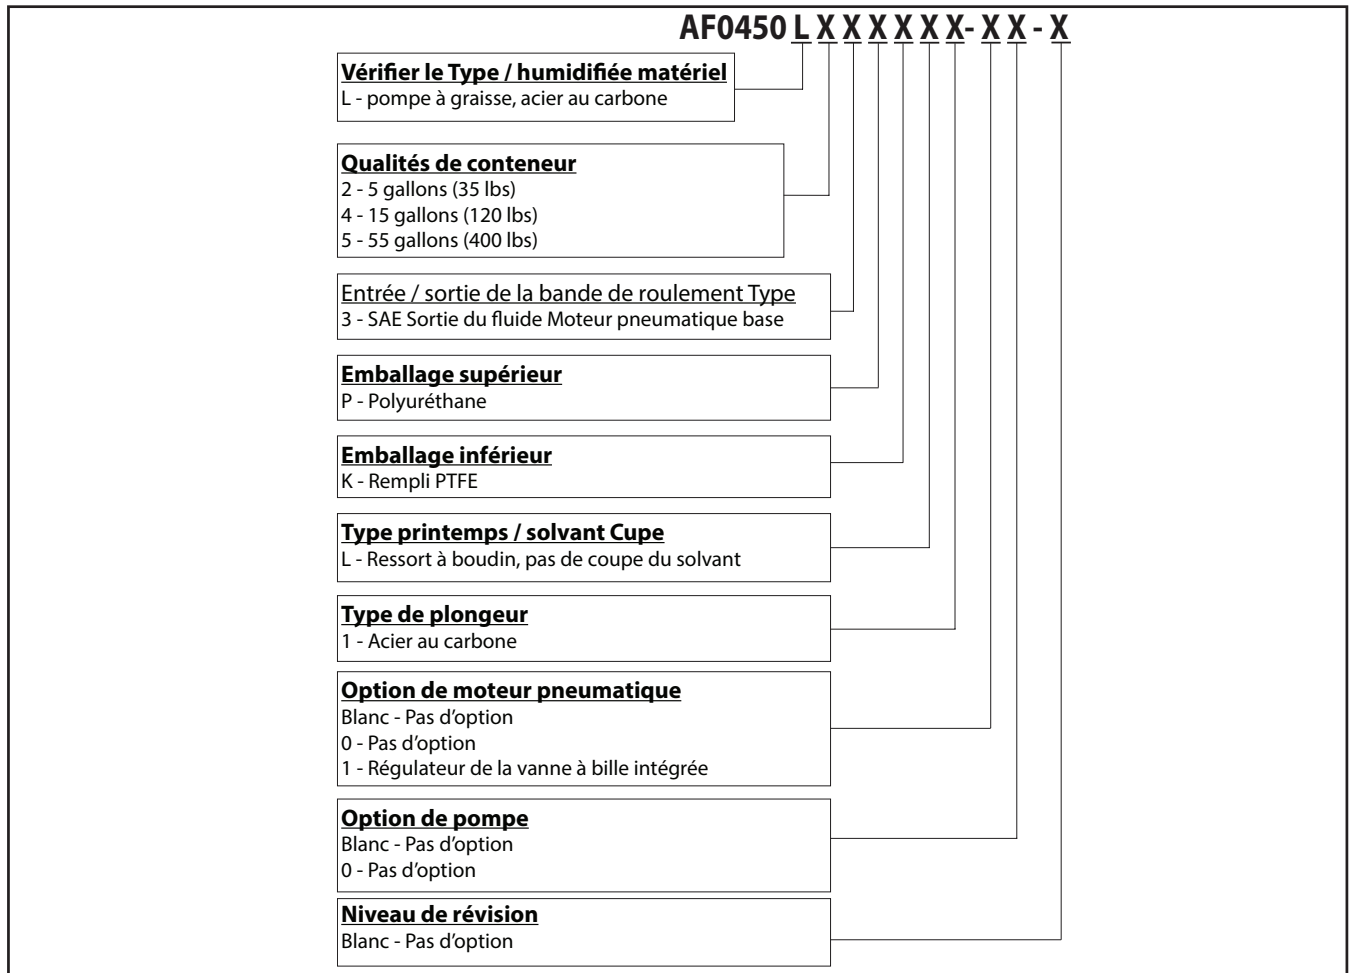 AF0450 L X X X X X X- X X - X
Vérifier le Type / humidifiée matériel
L - pompe à graisse, acier au carbone
Qualités de conteneur
2 - 5 gallons (35 lbs)
4 - 15 gallons (120 lbs)
5 - 55 gallons (400 lbs)
Entrée / sortie de la bande de roulement Type
3 - SAE Sortie du fluide Moteur pneumatique base
Emballage supérieur
P - Polyuréthane
Emballage inférieur
K - Rempli PTFE
Type printemps / solvant Cupe
L - Ressort à boudin, pas de coupe du solvant
Type de plongeur
1 - Acier au carbone
Option de moteur pneumatique
Blanc - Pas d’option
0 - Pas d’option
1 - Régulateur de la vanne à bille intégrée
Option de pompe
Blanc - Pas d’option
0 - Pas d’option
Niveau de révision
Blanc - Pas d’option